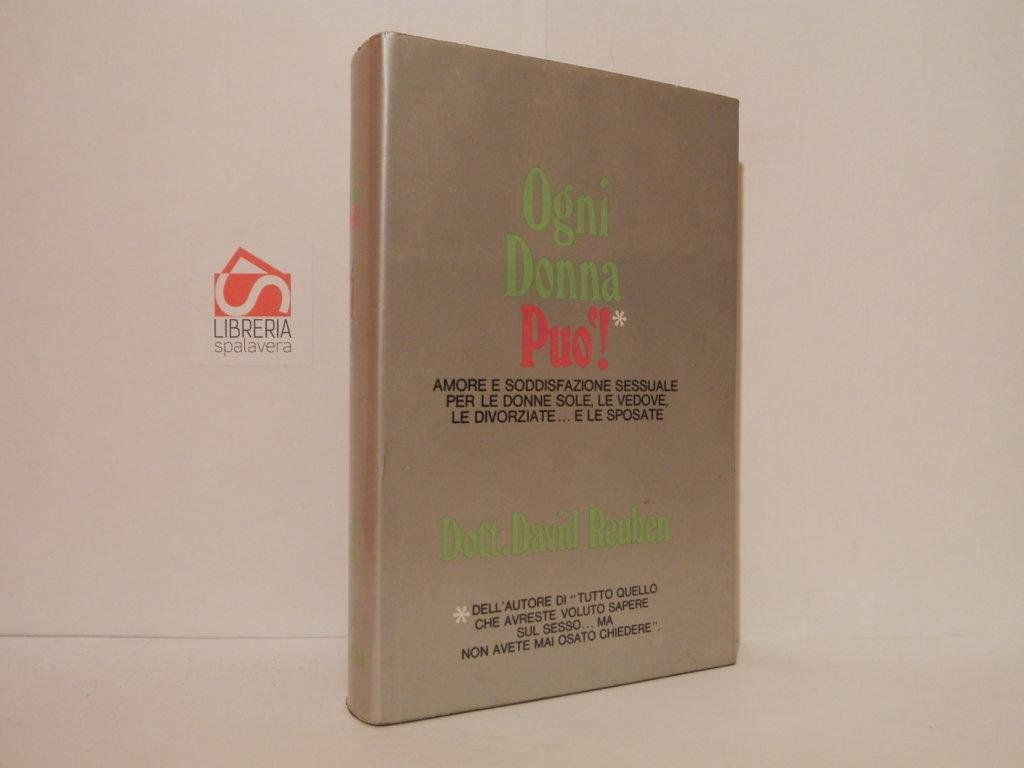 Ogni
Donna
Puo'!*
AMORE E SODDISFAZIONE SESSUALE
PER LE DONNE SOLE, LE VEDOVE,
LE DIVORZIATE... E LE SPOSATE
Dott. David Reuben
* DELL'AUTORE DI "TUTTO QUELLO
CHE AVRESTE VOLUTO SAPERE
SUL SESSO... MA
NON AVETE MAI OSATO CHIEDERE".
LIBRERIA
spalavera